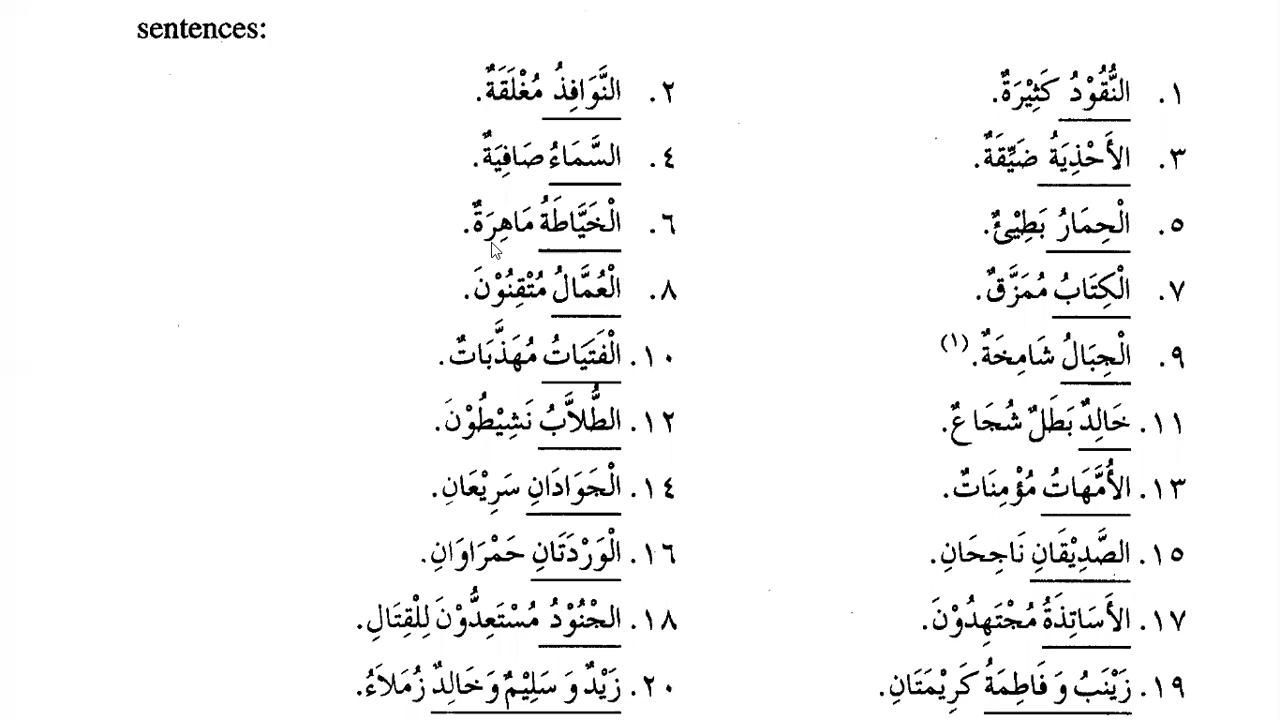 sentences:
١. النُّقُوْدُ كَثِيْرَةٌ. ٢. النَّوَافِذُ مُغْلَقَةٌ.
٣. الأَحْذِيَةُ ضَيِّقَةٌ. ٤. السَّمَاءُ صَافِيَةٌ.
٥. الْحِمَارُ بَطِيْئٌ. ٦. الْخَيَّاطَةُ مَاهِرَةٌ.
٧. الْكِتَابُ مُمَزَّقٌ. ٨. الْعُمَّالُ مُتْقِنُوْنَ.
٩. الْجِبَالُ شَامِخَةٌ.(١) ١٠. الْفَتَيَاتُ مُهَذَّبَاتٌ.
١١. خَالِدٌ بَطَلٌ شُجَاعٌ. ١٢. الطُّلاَّبُ نَشِيْطُوْنَ.
١٣. الأُمَّهَاتُ مُؤْمِنَاتٌ. ١٤. الْجَوَادَانِ سَرِيْعَانِ.
١٥. الصَّدِيْقَانِ نَاجِحَانِ. ١٦. الْوَرْدَتَانِ حَمْرَاوَانِ.
١٧. الأَسَاتِذَةُ مُجْتَهِدُوْنَ. ١٨. الْجُنُوْدُ مُسْتَعِدُّوْنَ لِلْقِتَالِ.
١٩. زَيْنَبُ وَ فَاطِمَةُ كَرِيْمَتَانِ. ٢٠. زَيْدٌ وَ سَلِيْمٌ وَ خَالِدٌ زُمَلاَءُ.